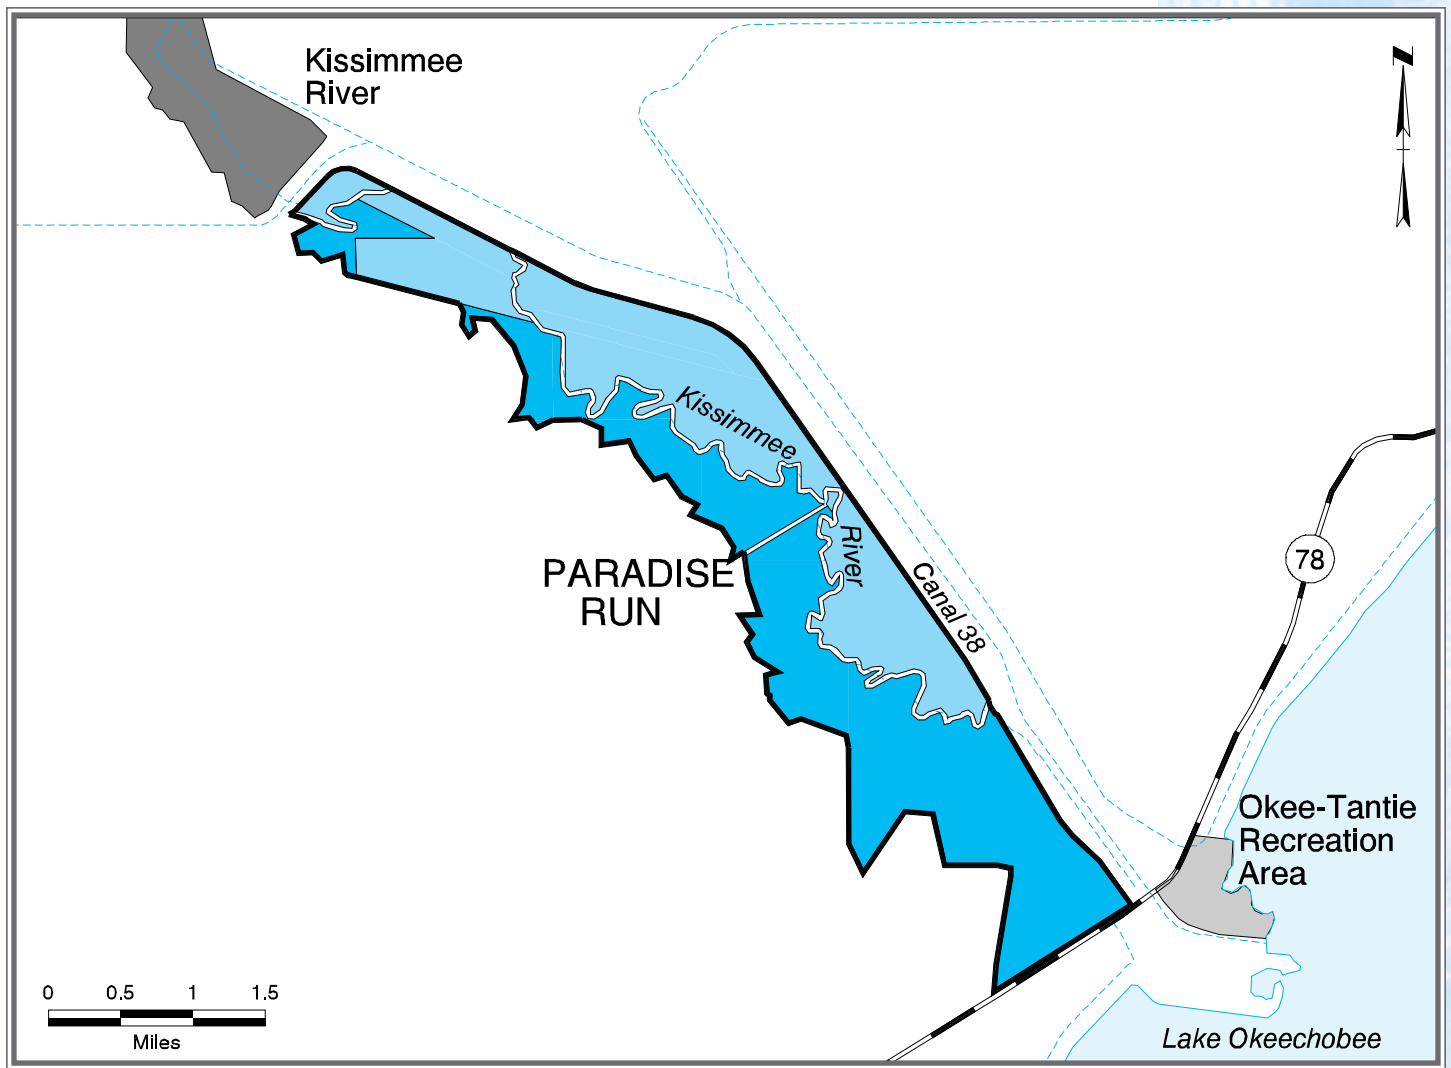 Kissimmee
River
N
Kissimmee
River
PARADISE
RUN
Canal 38
78
Okee-Tantie
Recreation
Area
0 0.5 1 1.5
Miles
Lake Okeechobee